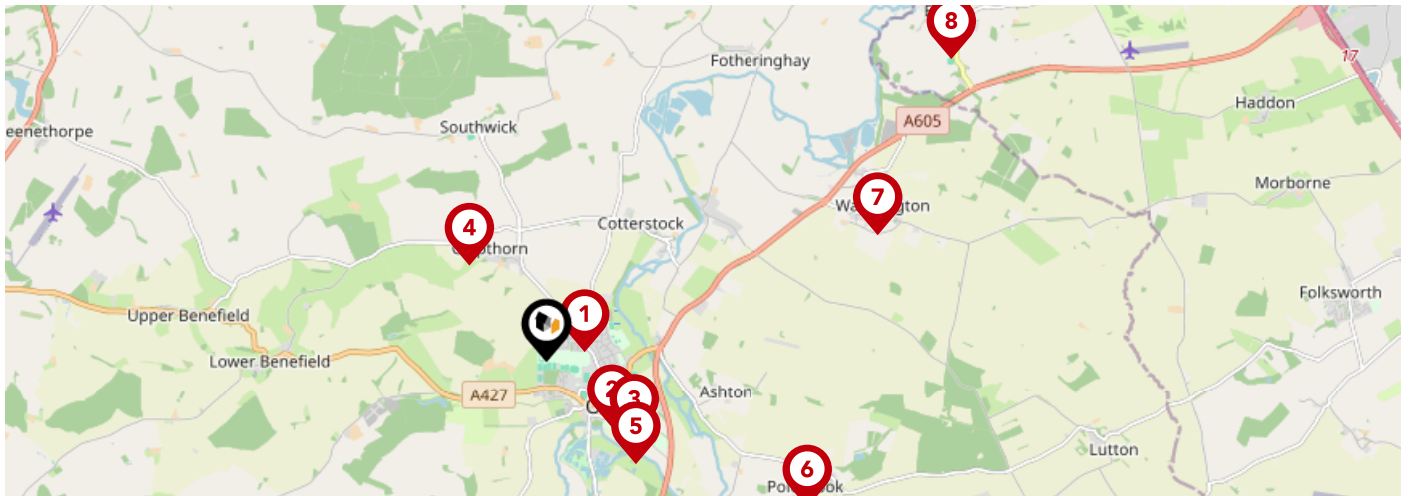 8
17
Fotheringhay
Haddon
A605
eenethorpe
Southwick
Morborne
7
4
Cotterstock
Folksworth
1
Upper Benefield
Lower Benefield
A427
Ashton
2
3
5
Lutton
6